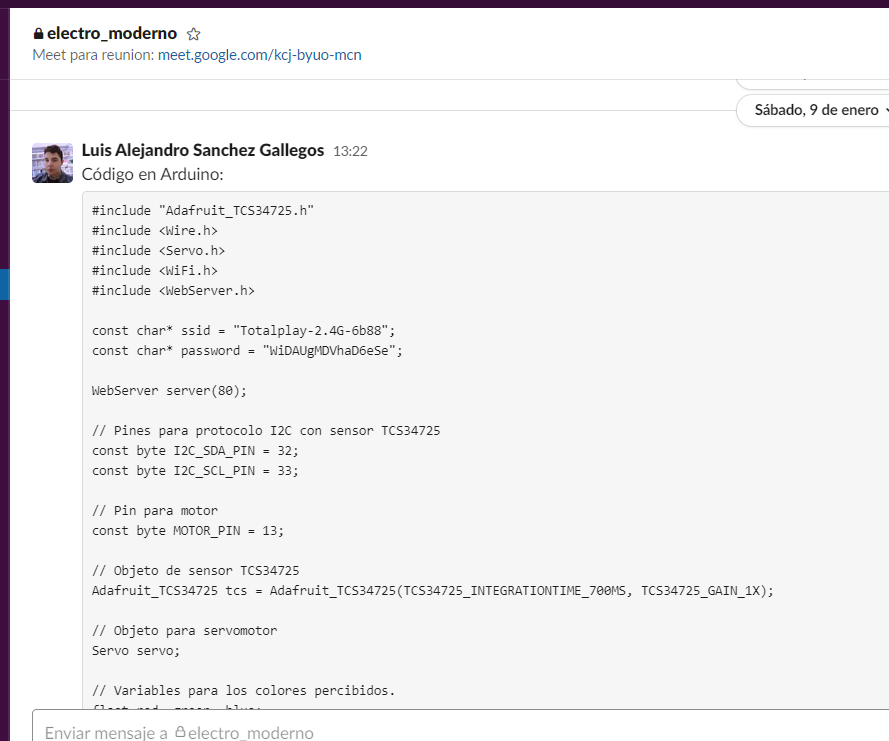 electro_moderno
Meet para reunion: meet.google.com/kcj-byuo-mcn
Sábado, 9 de enero
Luis Alejandro Sanchez Gallegos 13:22
Código en Arduino:
#include "Adafruit_TCS34725.h"
#include <Wire.h>
#include <Servo.h>
#include <WiFi.h>
#include <WebServer.h>
const char* ssid = "Totalplay-2.4G-6b88";
const char* password = "WiDAUgMDVhaD6eSe";
WebServer server(80);
// Pines para protocolo I2C con sensor TCS34725
const byte I2C_SDA_PIN = 32;
const byte I2C_SCL_PIN = 33;
// Pin para motor
const byte MOTOR_PIN = 13;
// Objeto de sensor TCS34725
Adafruit_TCS34725 tcs = Adafruit_TCS34725(TCS34725_INTEGRATIONTIME_700MS, TCS34725_GAIN_1X);
// Objeto para servomotor
Servo servo;
// Variables para los colores percibidos.
Enviar mensaje a electro_moderno